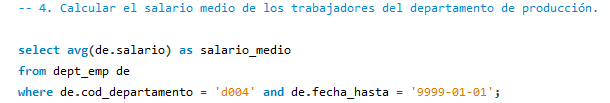 -- 4. Calcular el salario medio de los trabajadores del departamento de producción.
select avg(de.salario) as salario_medio
from dept_emp de
where de.cod_departamento = 'd004' and de.fecha_hasta = '9999-01-01';